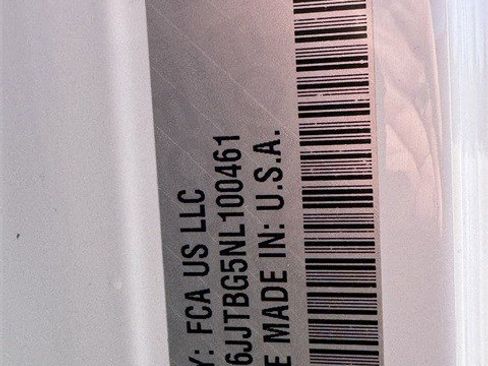 Y: FCA US LLC
6JJTBG5NL100461
E MADE IN: U.S.A.